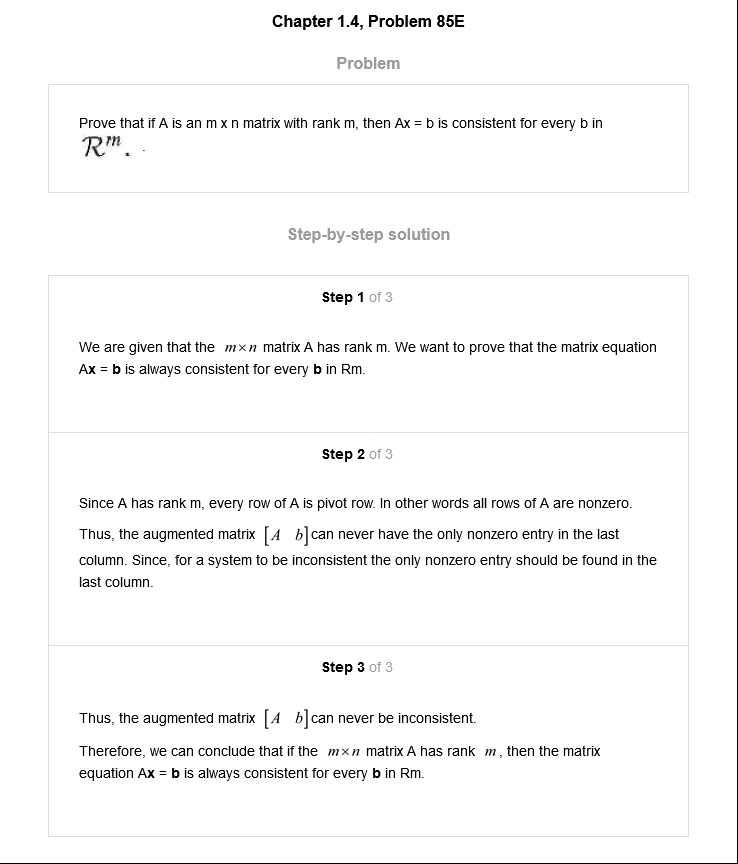 Chapter 1.4, Problem 85E
Problem
Prove that if A is an m x n matrix with rank m, then Ax = b is consistent for every b in
ℛᵐ. .
Step-by-step solution
Step 1 of 3
We are given that the m×n matrix A has rank m. We want to prove that the matrix equation
Ax = b is always consistent for every b in Rm.
Step 2 of 3
Since A has rank m, every row of A is pivot row. In other words all rows of A are nonzero.
Thus, the augmented matrix [A b] can never have the only nonzero entry in the last
column. Since, for a system to be inconsistent the only nonzero entry should be found in the
last column.
Step 3 of 3
Thus, the augmented matrix [A b] can never be inconsistent.
Therefore, we can conclude that if the m×n matrix A has rank m, then the matrix
equation Ax = b is always consistent for every b in Rm.